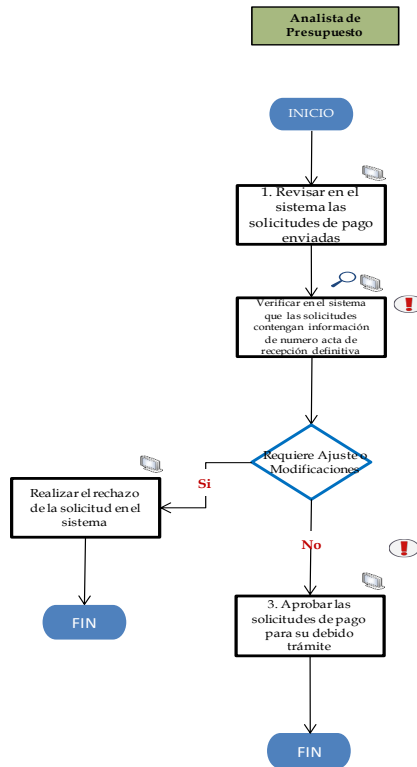 Analista de
Presupuesto
INICIO
1. Revisar en el
sistema las
solicitudes de pago
enviadas
Verificar en el sistema
que las solicitudes
contengan información
de numero acta de
recepción definitiva
Requiere Ajuste o
Modificaciones
Si
Realizar el rechazo
de la solicitud en el
sistema
No
FIN
3. Aprobar las
solicitudes de pago
para su debido
trámite
FIN